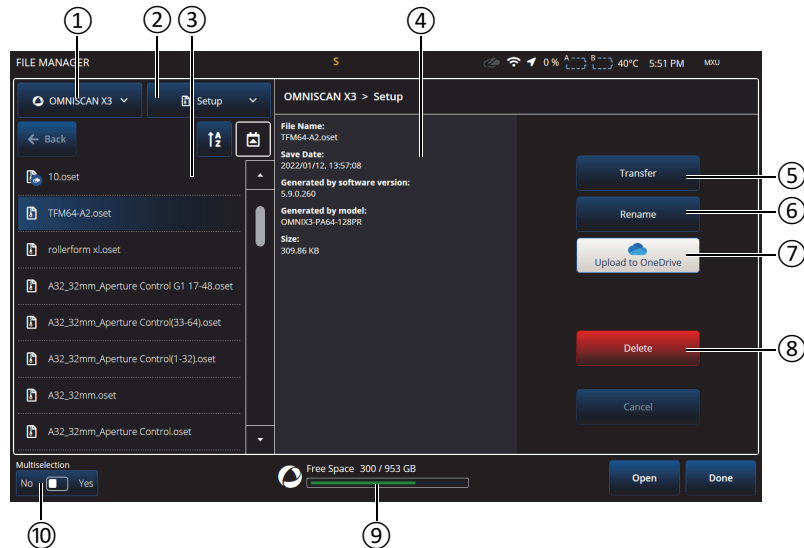 ① ② ③ ④
FILE MANAGER S 0 % A B 40°C 5:51 PM MXU
OMNISCAN X3 Setup OMNISCAN X3 > Setup
Back
File Name:
TFM64-A2.oset
Save Date:
2022/01/12, 13:57:08
Generated by software version:
5.9.0.260
Generated by model:
OMNIX3-PA64-128PR
Size:
309.86 KB
10.oset
TFM64-A2.oset
rollerform xl.oset
A32_32mm_Aperture Control G1 17-48.oset
A32_32mm_Aperture Control(33-64).oset
A32_32mm_Aperture Control(1-32).oset
A32_32mm.oset
A32_32mm_Aperture Control.oset
Transfer ⑤
Rename ⑥
Upload to OneDrive ⑦
Delete ⑧
Cancel
Multiselection
No Yes
Free Space 300 / 953 GB
Open Done
⑩ ⑨